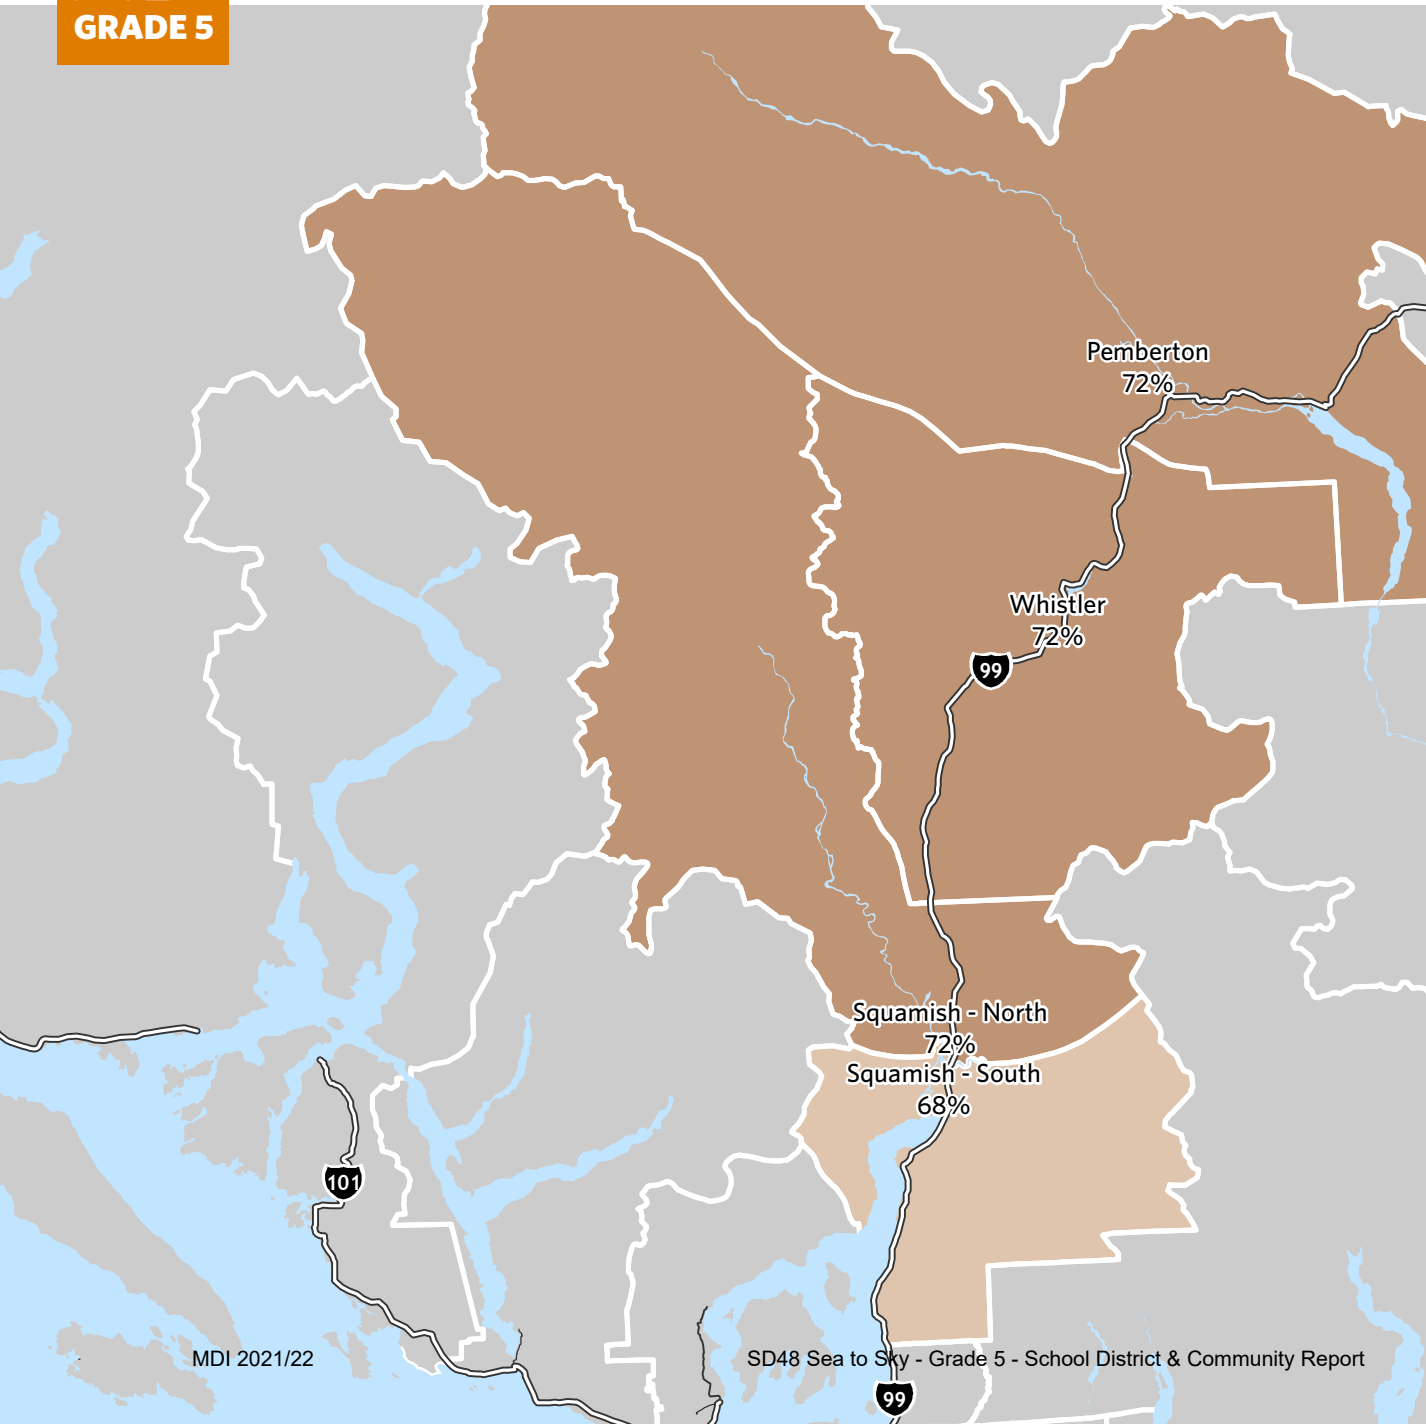 GRADE 5
Pemberton
72%
Whistler
72%
99
Squamish - North
72%
Squamish - South
68%
101
MDI 2021/22
SD48 Sea to Sky - Grade 5 - School District & Community Report
99